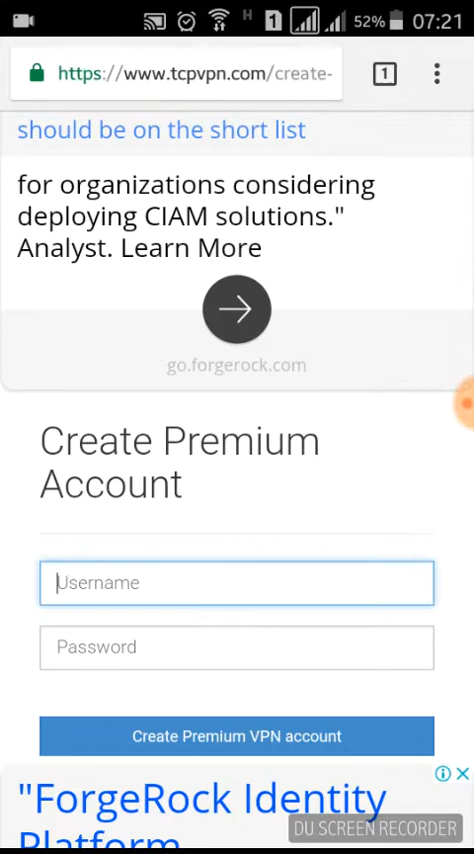 H 1 52% 07:21
https://www.tcpvpn.com/create- 1
should be on the short list
for organizations considering
deploying CIAM solutions."
Analyst. Learn More
go.forgerock.com
Create Premium
Account
Username
Password
Create Premium VPN account
"ForgeRock Identity
Platform
DU SCREEN RECORDER